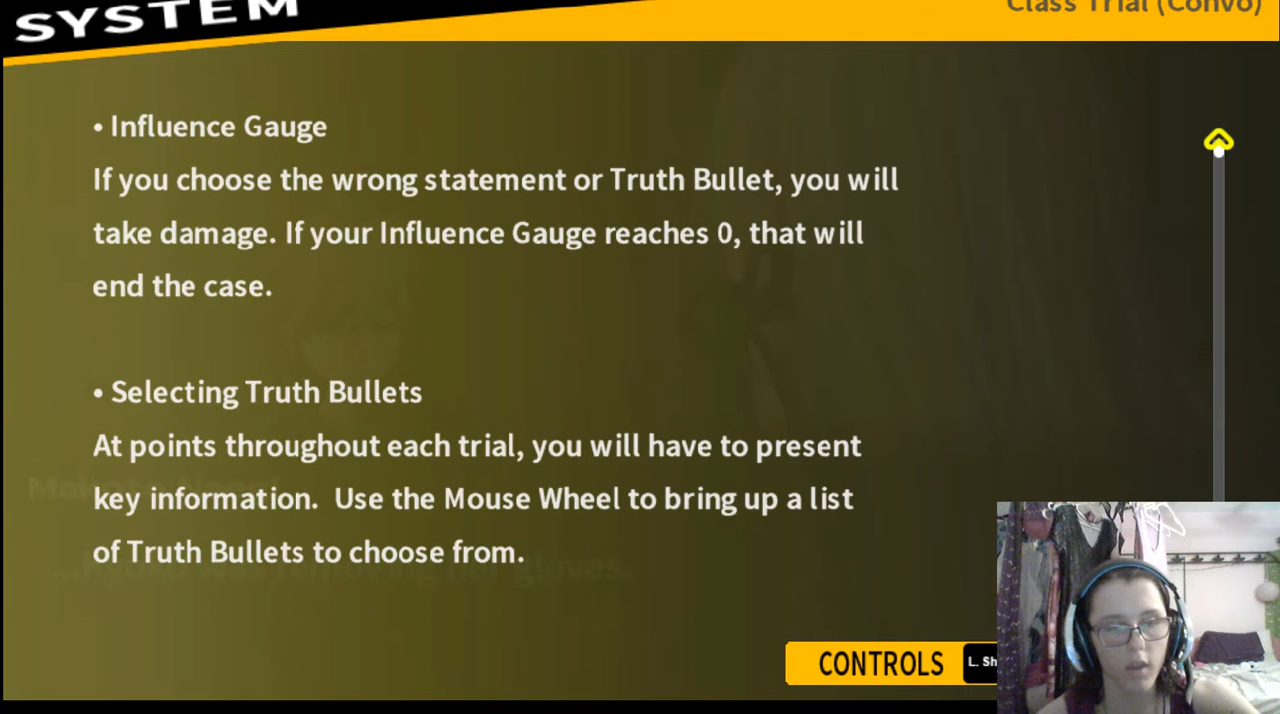 SYSTEM
Class Trial (Convo)
• Influence Gauge
If you choose the wrong statement or Truth Bullet, you will
take damage. If your Influence Gauge reaches 0, that will
end the case.
• Selecting Truth Bullets
At points throughout each trial, you will have to present
key information. Use the Mouse Wheel to bring up a list
of Truth Bullets to choose from.
gloves.
CONTROLS
L. Sh